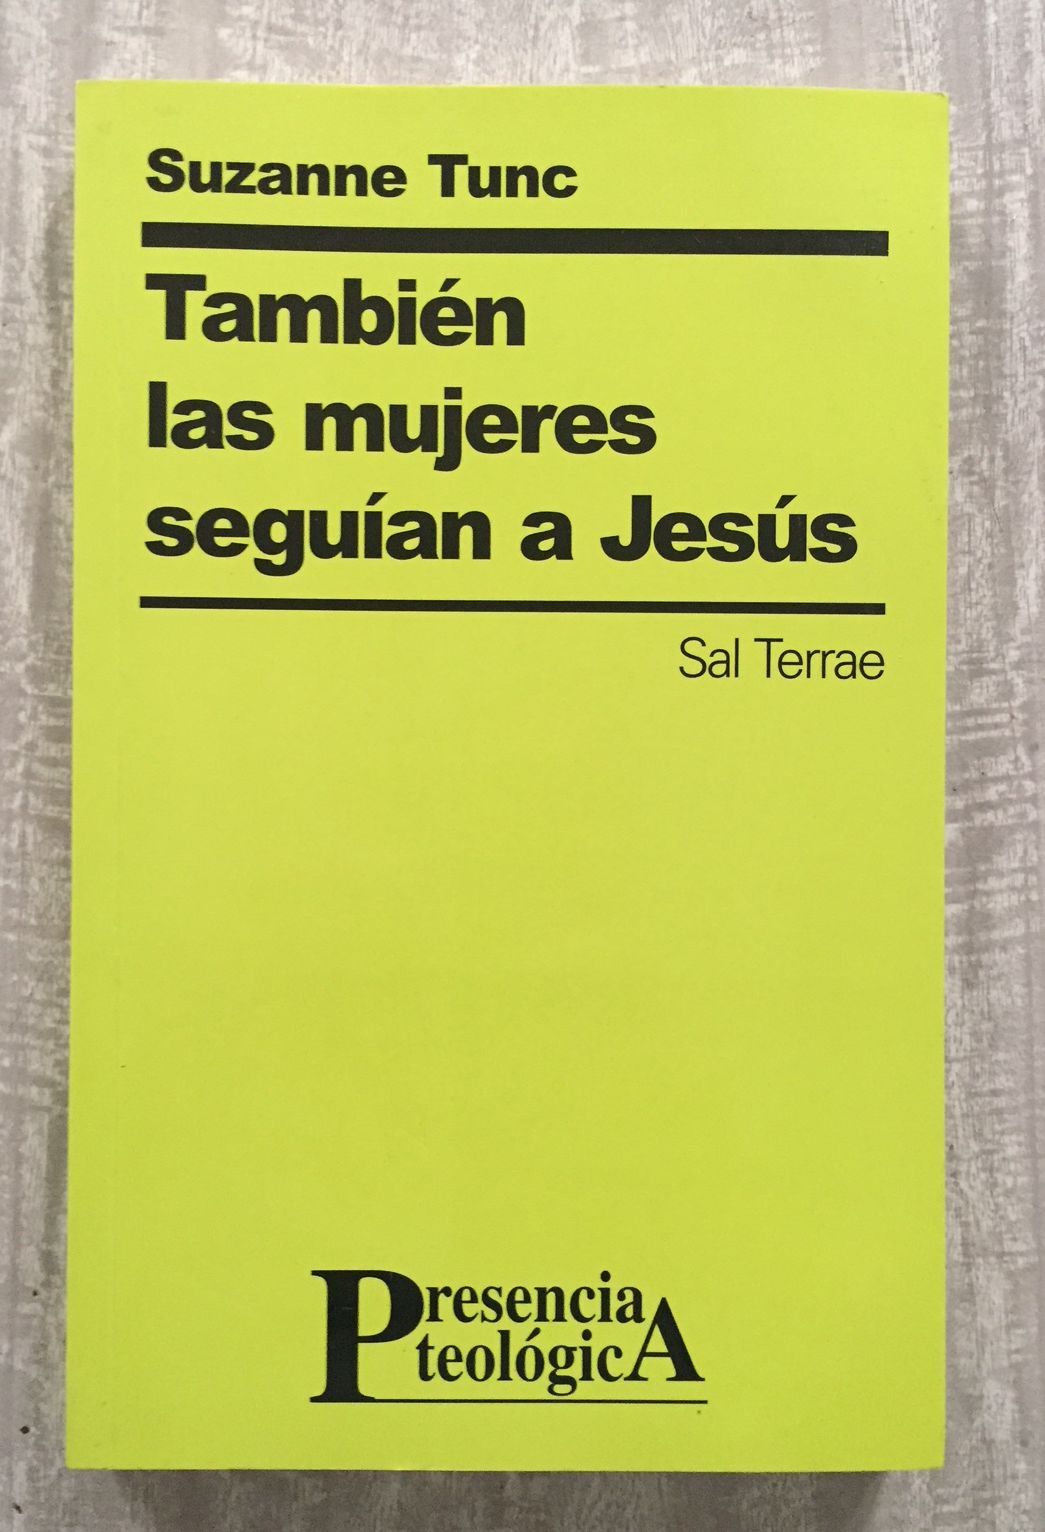 Suzanne Tunc
También
las mujeres
seguían a Jesús
Sal Terrae
Presencia
teológicA